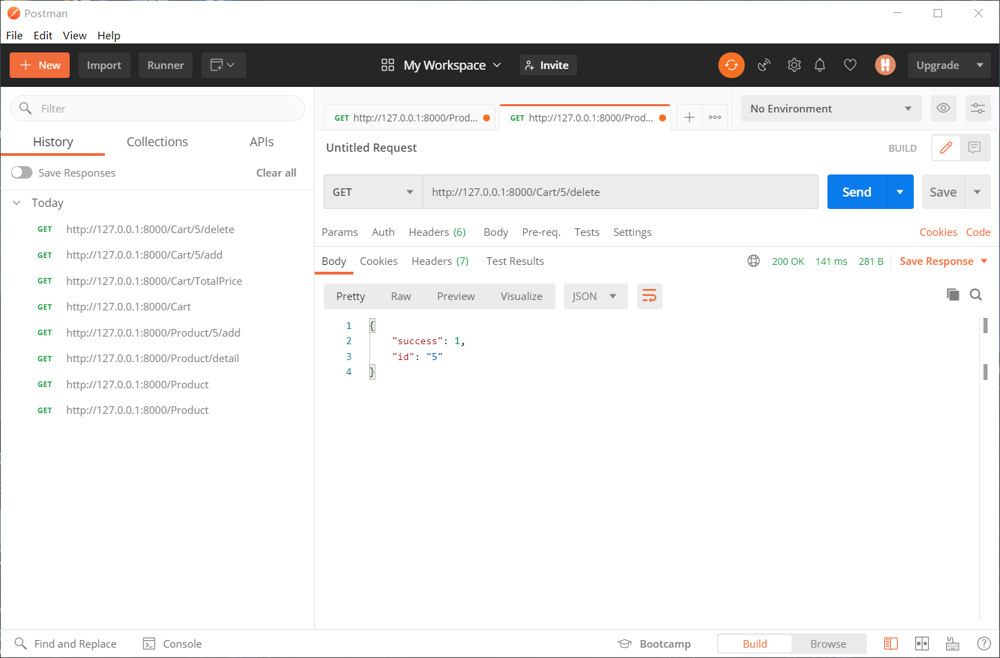 Postman
File Edit View Help
New Import Runner My Workspace Invite Upgrade
Filter
History Collections APIs
Save Responses Clear all
Today
GET http://127.0.0.1:8000/Cart/5/delete
GET http://127.0.0.1:8000/Cart/5/add
GET http://127.0.0.1:8000/Cart/TotalPrice
GET http://127.0.0.1:8000/Cart
GET http://127.0.0.1:8000/Product/5/add
GET http://127.0.0.1:8000/Product/detail
GET http://127.0.0.1:8000/Product
GET http://127.0.0.1:8000/Product
GET http://127.0.0.1:8000/Prod... GET http://127.0.0.1:8000/Prod... No Environment
Untitled Request BUILD
GET http://127.0.0.1:8000/Cart/5/delete Send Save
Params Auth Headers (6) Body Pre-req. Tests Settings Cookies Code
Body Cookies Headers (7) Test Results 200 OK 141 ms 281 B Save Response
Pretty Raw Preview Visualize JSON
1 {
2 "success": 1,
3 "id": "5"
4 }
Find and Replace Console Bootcamp Build Browse